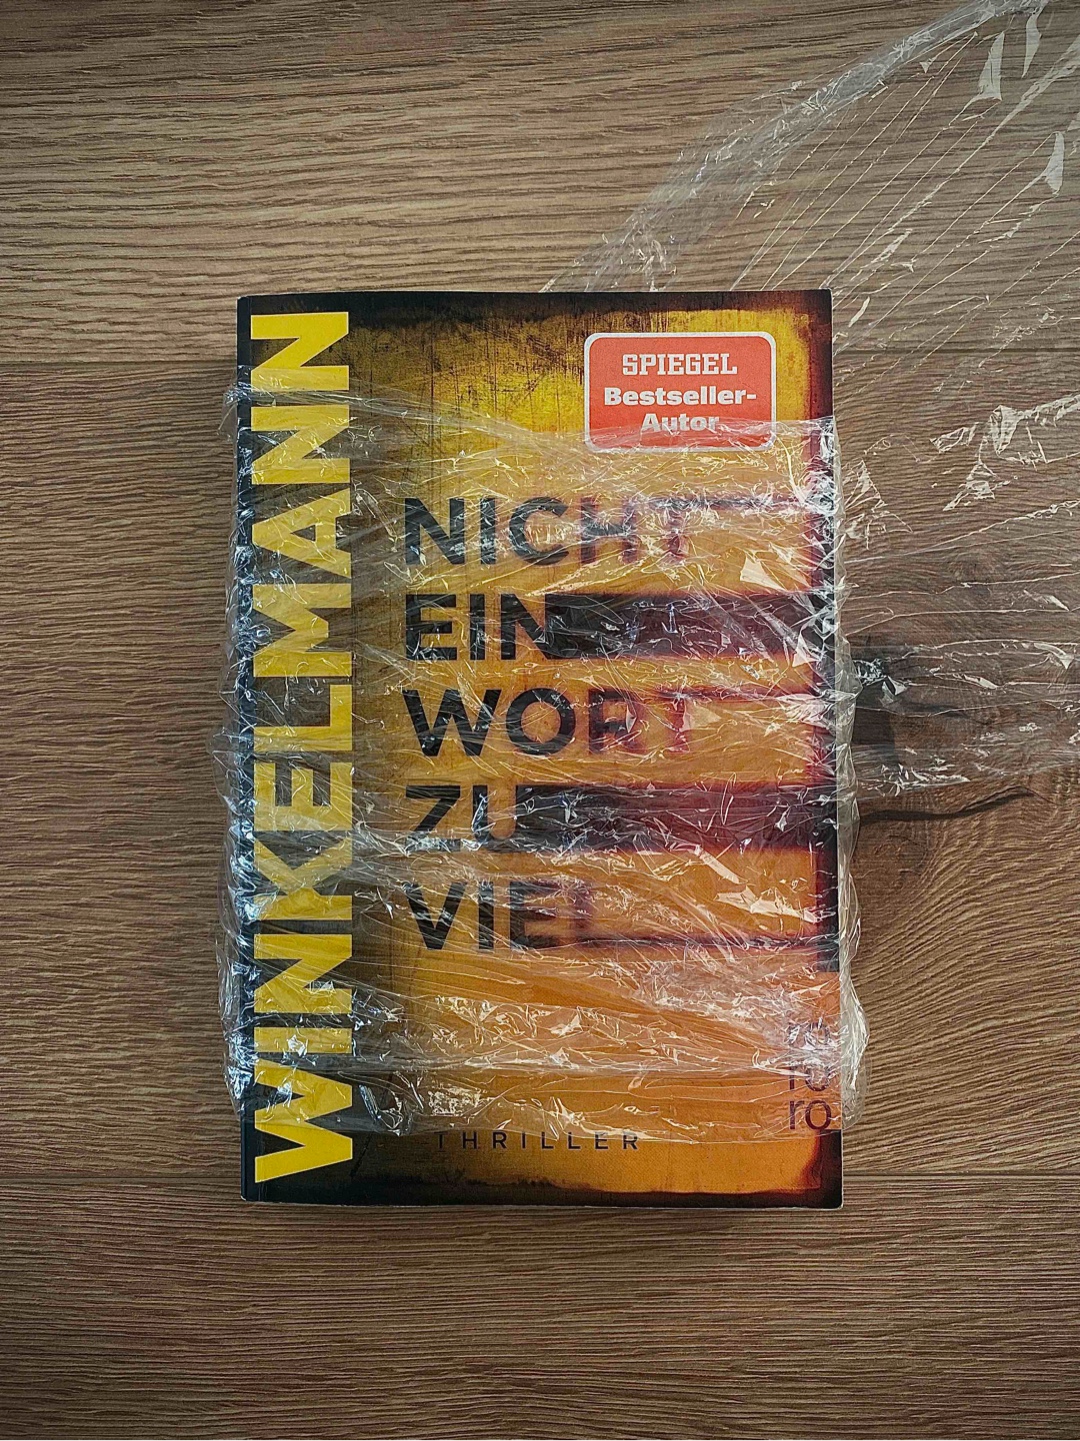 WINKELMANN
SPIEGEL
Bestseller-
Autor
NICHT
EIN
WORT
ZU
VIEL
THRILLER
ro
ro
ro